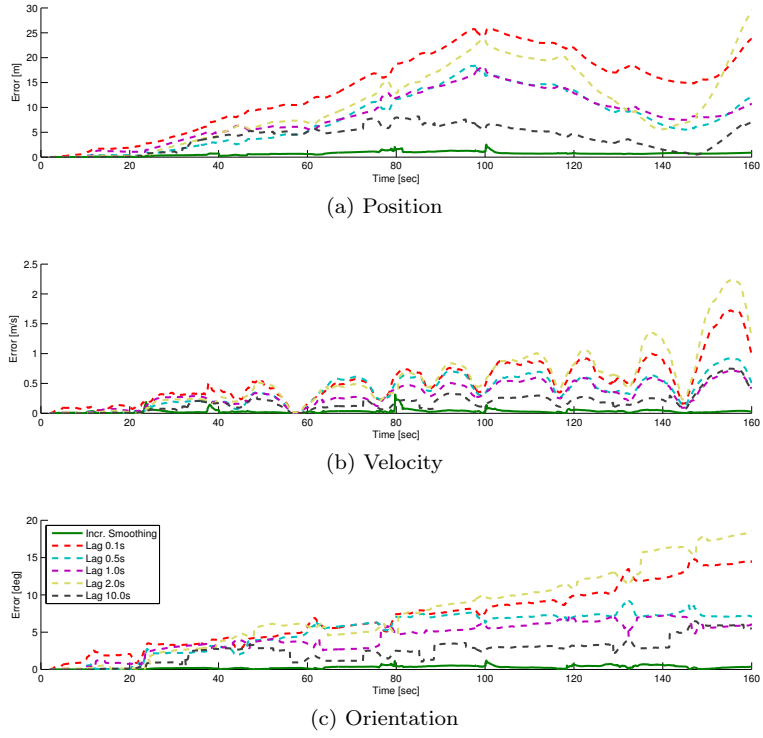 30
25
20
15
10
5
0
Error [m]
0 20 40 60 80 100 120 140 160
Time [sec]
(a) Position
2.5
2
1.5
1
0.5
0
Error [m/s]
0 20 40 60 80 100 120 140 160
Time [sec]
(b) Velocity
20
15
10
5
0
Error [deg]
Incr. Smoothing
Lag 0.1s
Lag 0.5s
Lag 1.0s
Lag 2.0s
Lag 10.0s
0 20 40 60 80 100 120 140 160
Time [sec]
(c) Orientation